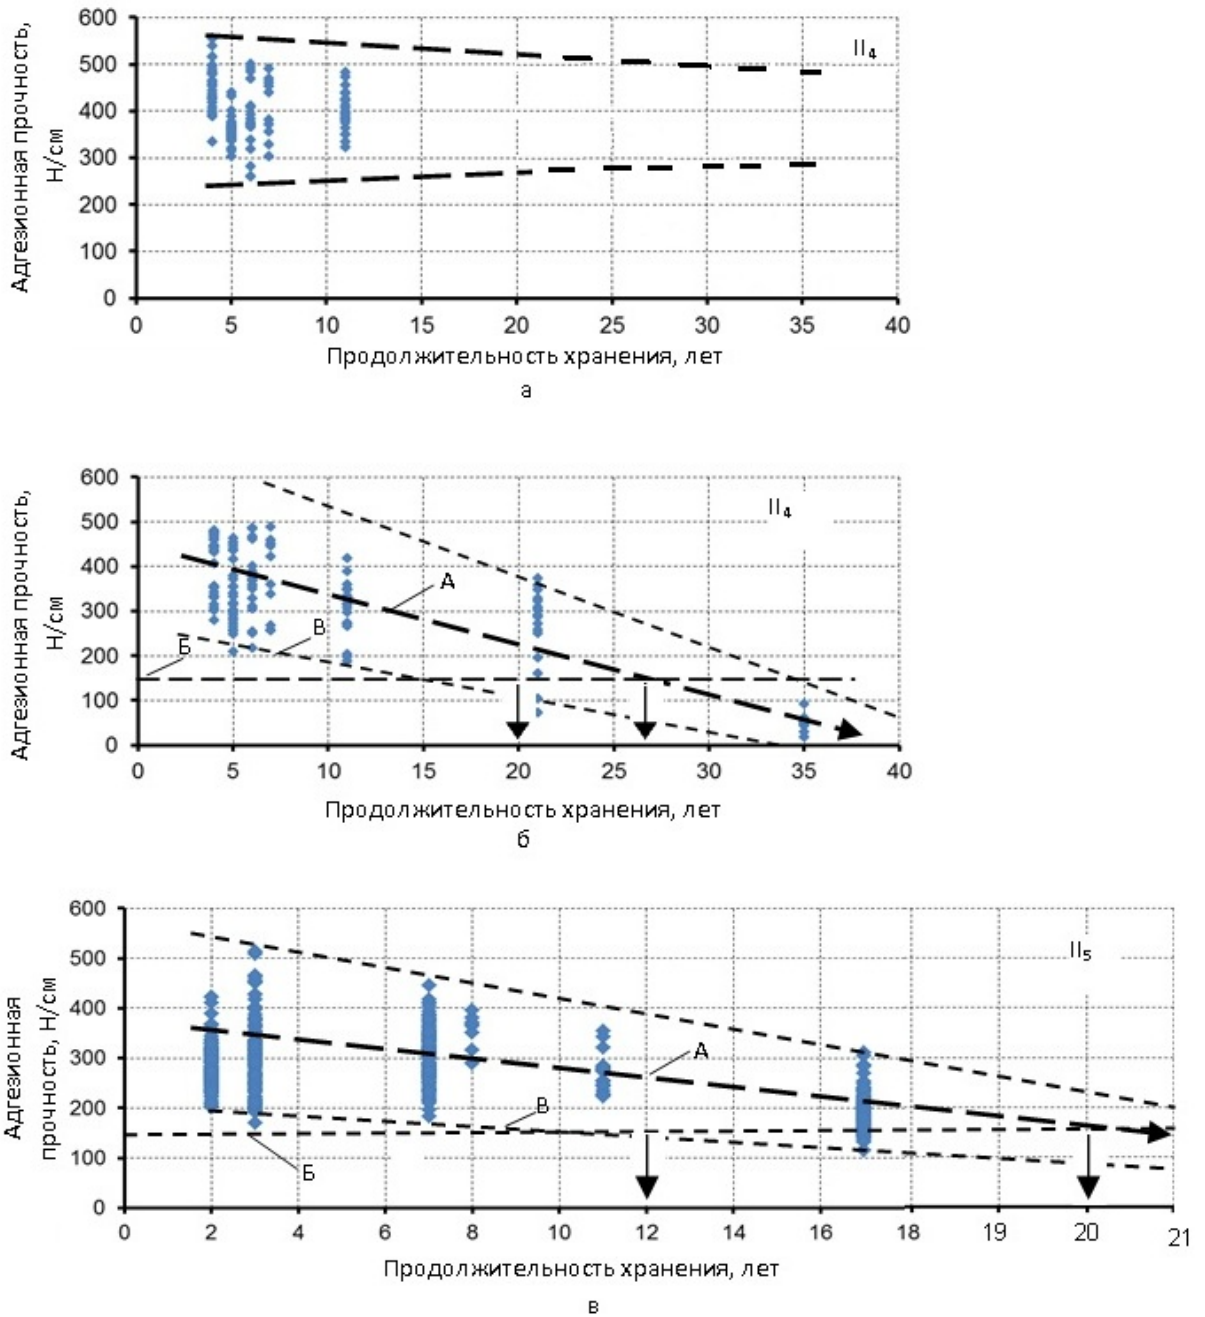 Адгезионная прочность,
Н/см
600
500
400
300
200
100
0
II₄
0 5 10 15 20 25 30 35 40
Продолжительность хранения, лет
а
Адгезионная прочность,
Н/см
600
500
400
300
200
100
0
II₄
А
В
Б
0 5 10 15 20 25 30 35 40
Продолжительность хранения, лет
б
Адгезионная
прочность, Н/см
600
500
400
300
200
100
0
II₅
А
В
Б
0 2 4 6 8 10 12 14 16 18 19 20 21
Продолжительность хранения, лет
в